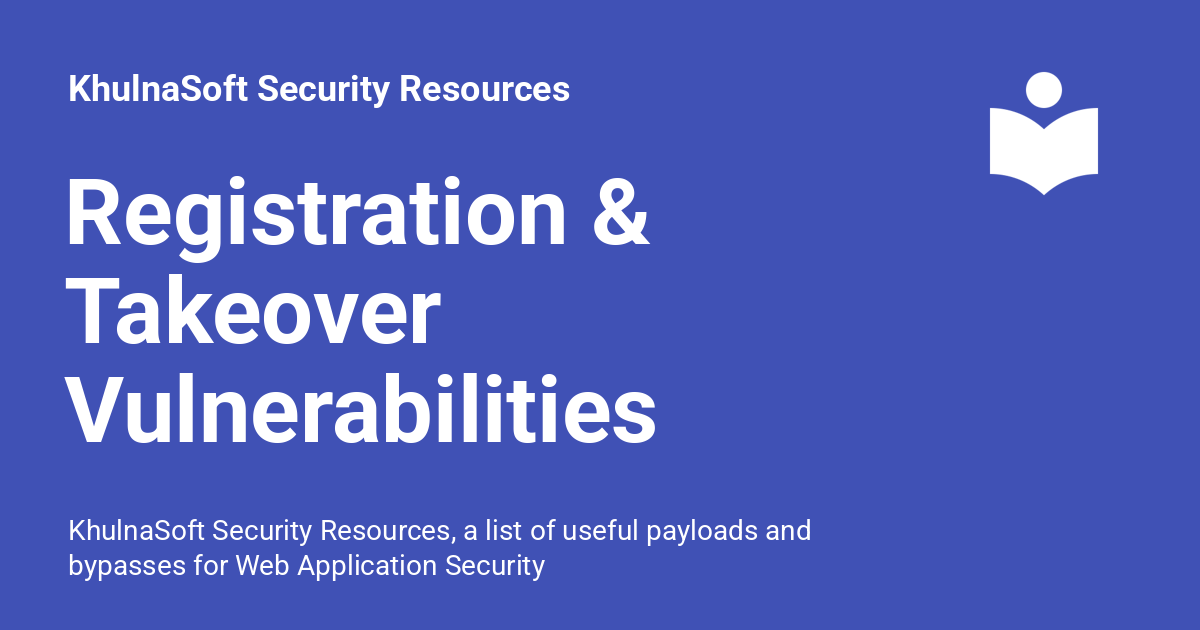 KhulnaSoft Security Resources
Registration &
Takeover
Vulnerabilities
KhulnaSoft Security Resources, a list of useful payloads and
bypasses for Web Application Security